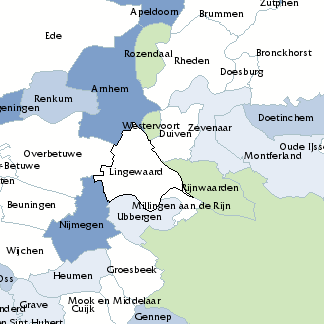 Zutphen
Apeldoorn
Brummen
Ede
Rozendaal
Rheden
Bronckhorst
Doesburg
Arnhem
Renkum
Doetinchem
Westervoort
Duiven
Zevenaar
Oude IJsse
Overbetuwe
Montferland
Betuwe
Lingewaard
Rijnwaarden
Beuningen
Millingen aan de Rijn
Ubbergen
Nijmegen
Wijchen
Groesbeek
Heumen
Oss
Mook en Middelaar
Grave
Cuijk
Gennep
en Sint Hubert